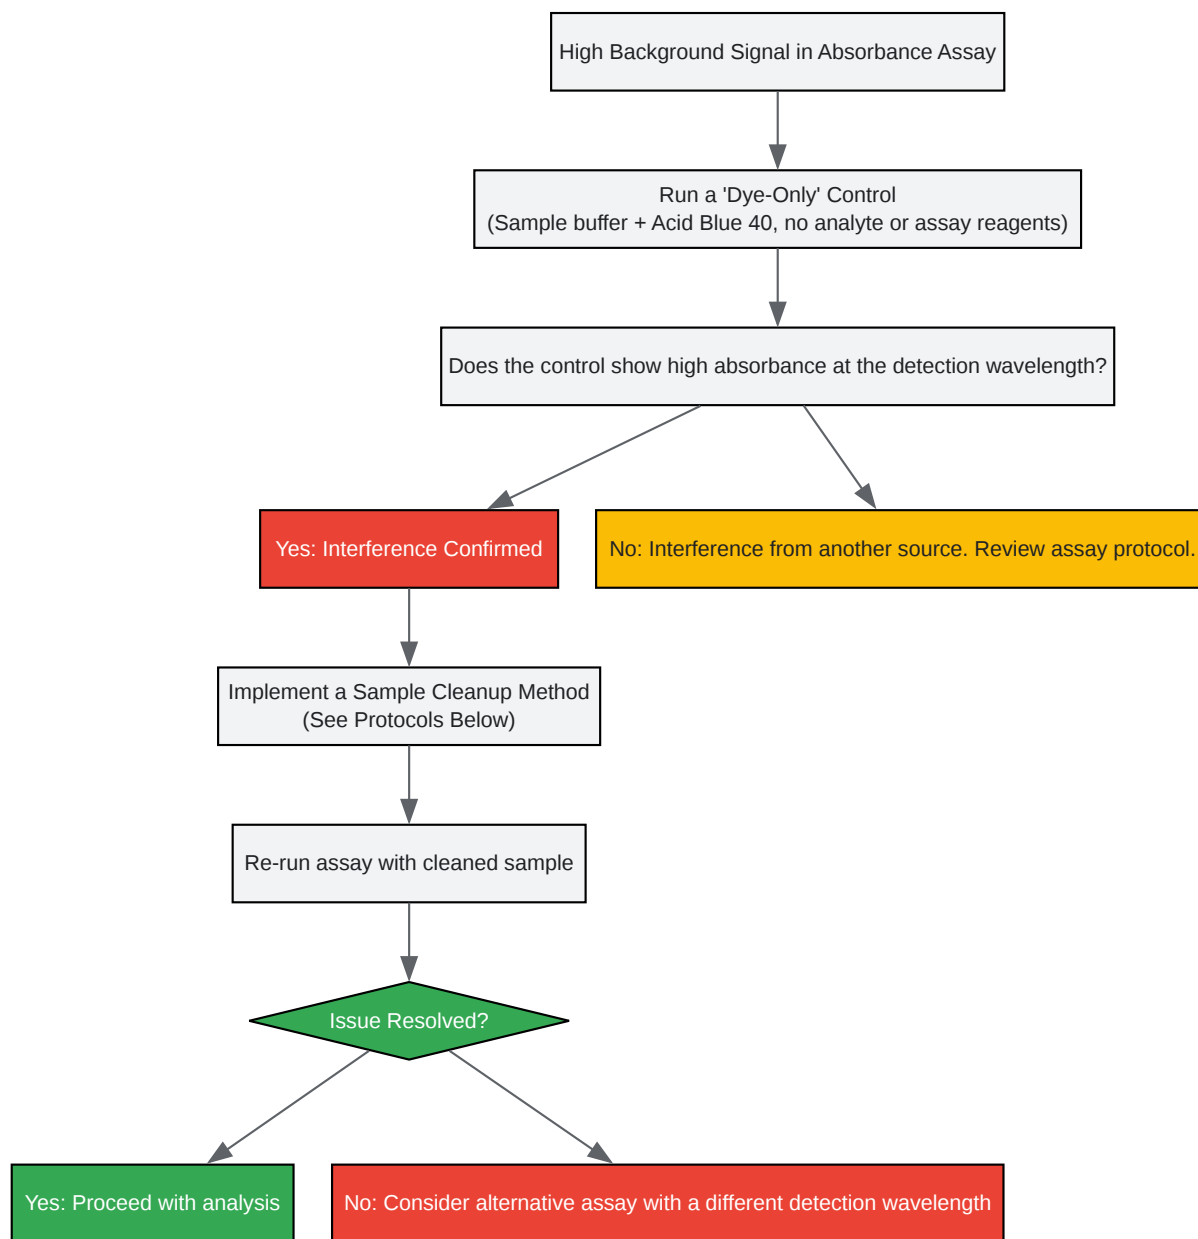 High Background Signal in Absorbance Assay
Run a 'Dye-Only' Control
(Sample buffer + Acid Blue 40, no analyte or assay reagents)
Does the control show high absorbance at the detection wavelength?
Yes: Interference Confirmed
No: Interference from another source. Review assay protocol.
Implement a Sample Cleanup Method
(See Protocols Below)
Re-run assay with cleaned sample
Issue Resolved?
Yes: Proceed with analysis
No: Consider alternative assay with a different detection wavelength